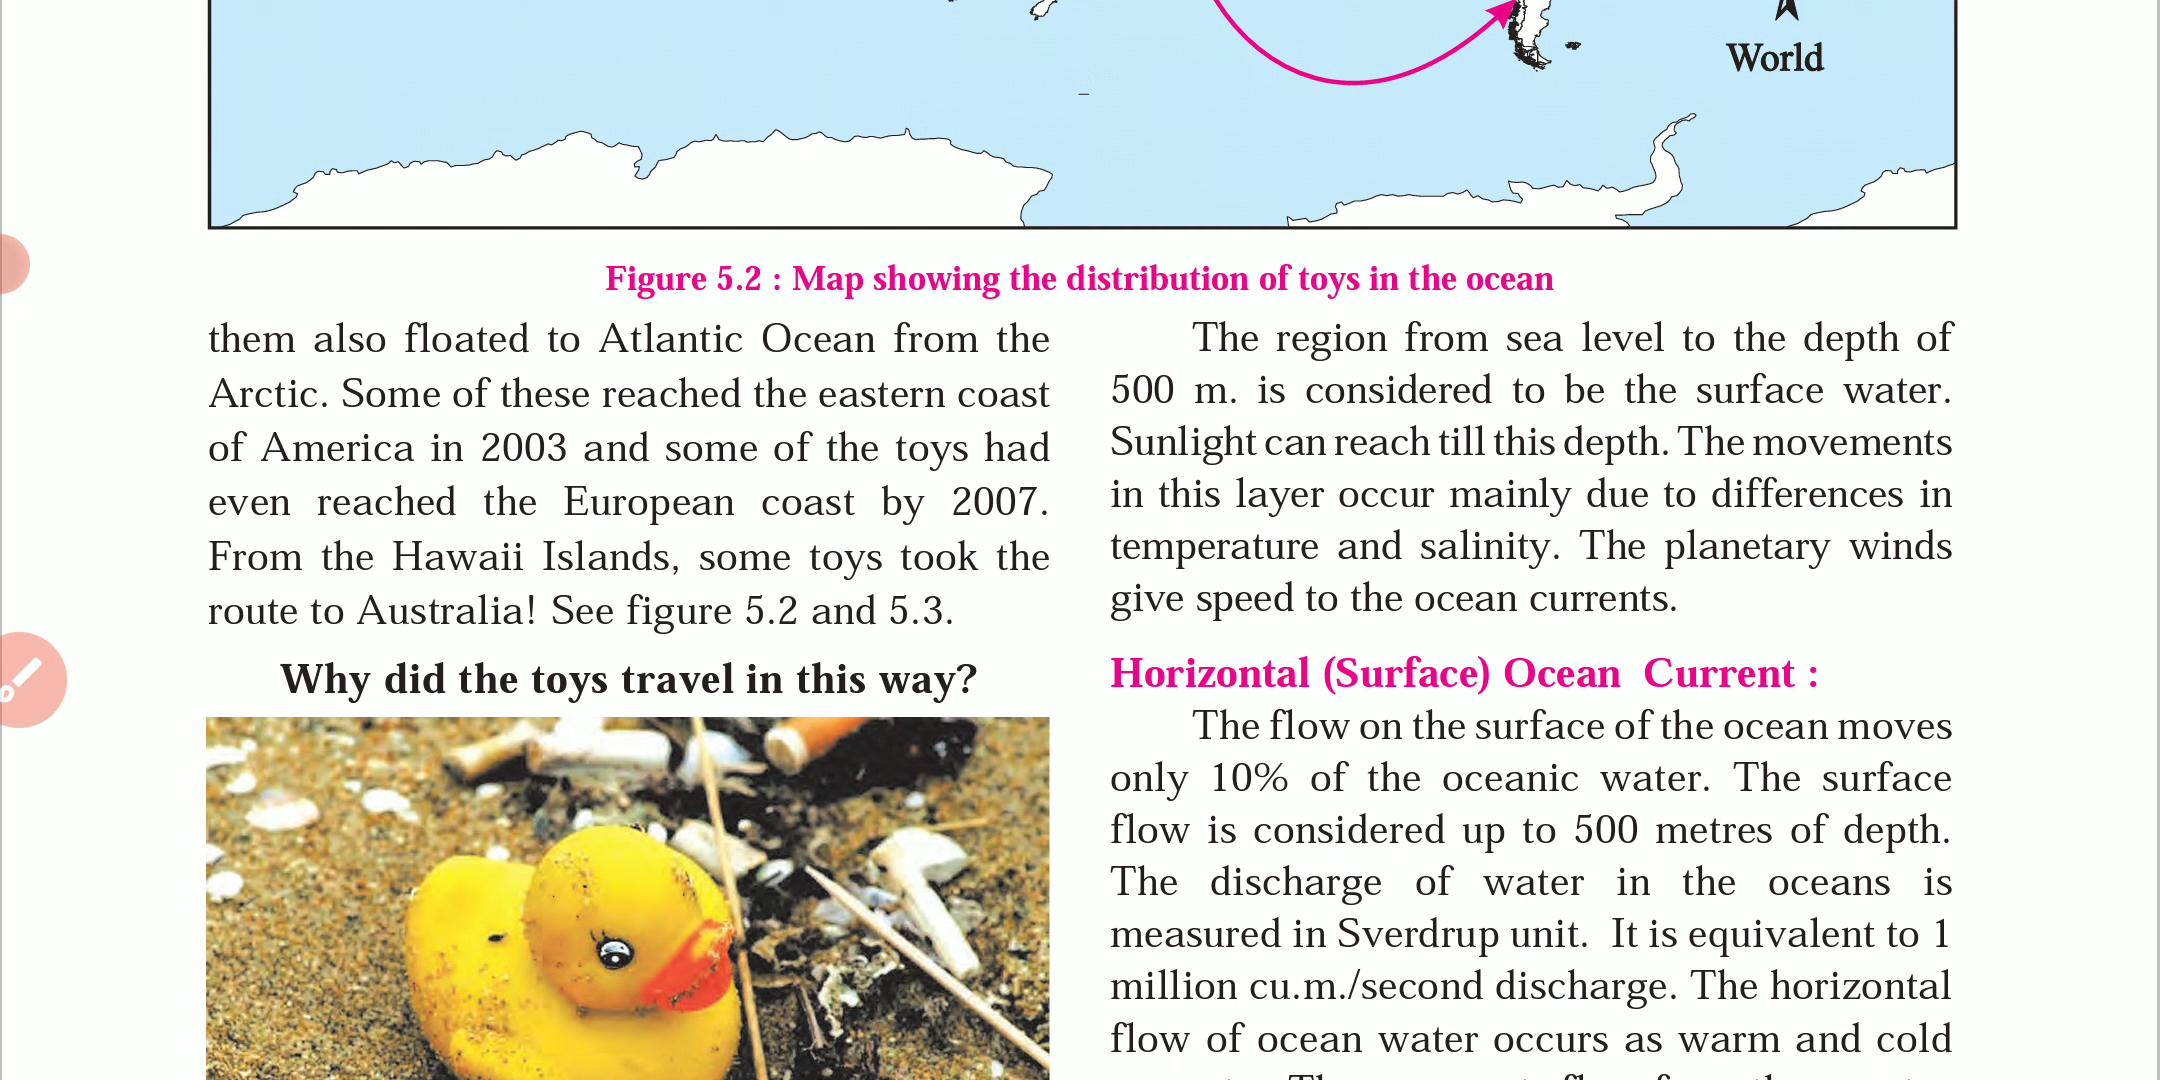 World
Figure 5.2 : Map showing the distribution of toys in the ocean
them also floated to Atlantic Ocean from the
Arctic. Some of these reached the eastern coast
of America in 2003 and some of the toys had
even reached the European coast by 2007.
From the Hawaii Islands, some toys took the
route to Australia! See figure 5.2 and 5.3.
Why did the toys travel in this way?
The region from sea level to the depth of
500 m. is considered to be the surface water.
Sunlight can reach till this depth. The movements
in this layer occur mainly due to differences in
temperature and salinity. The planetary winds
give speed to the ocean currents.
Horizontal (Surface) Ocean Current :
The flow on the surface of the ocean moves
only 10% of the oceanic water. The surface
flow is considered up to 500 metres of depth.
The discharge of water in the oceans is
measured in Sverdrup unit. It is equivalent to 1
million cu.m./second discharge. The horizontal
flow of ocean water occurs as warm and cold